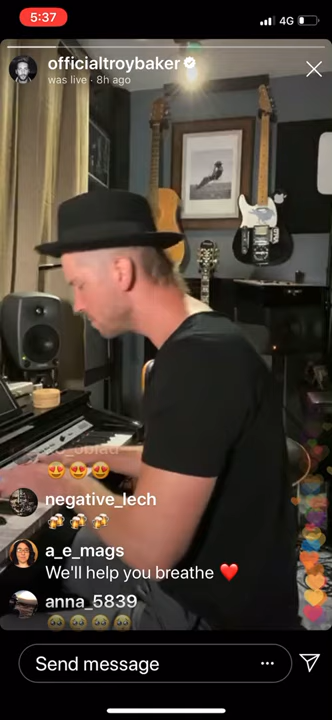 5:37
4G
officialtroybaker
was live · 8h ago
negative_lech
🍻 🍻 🍻
a_e_mags
We'll help you breathe ❤️
anna_5839
Send message